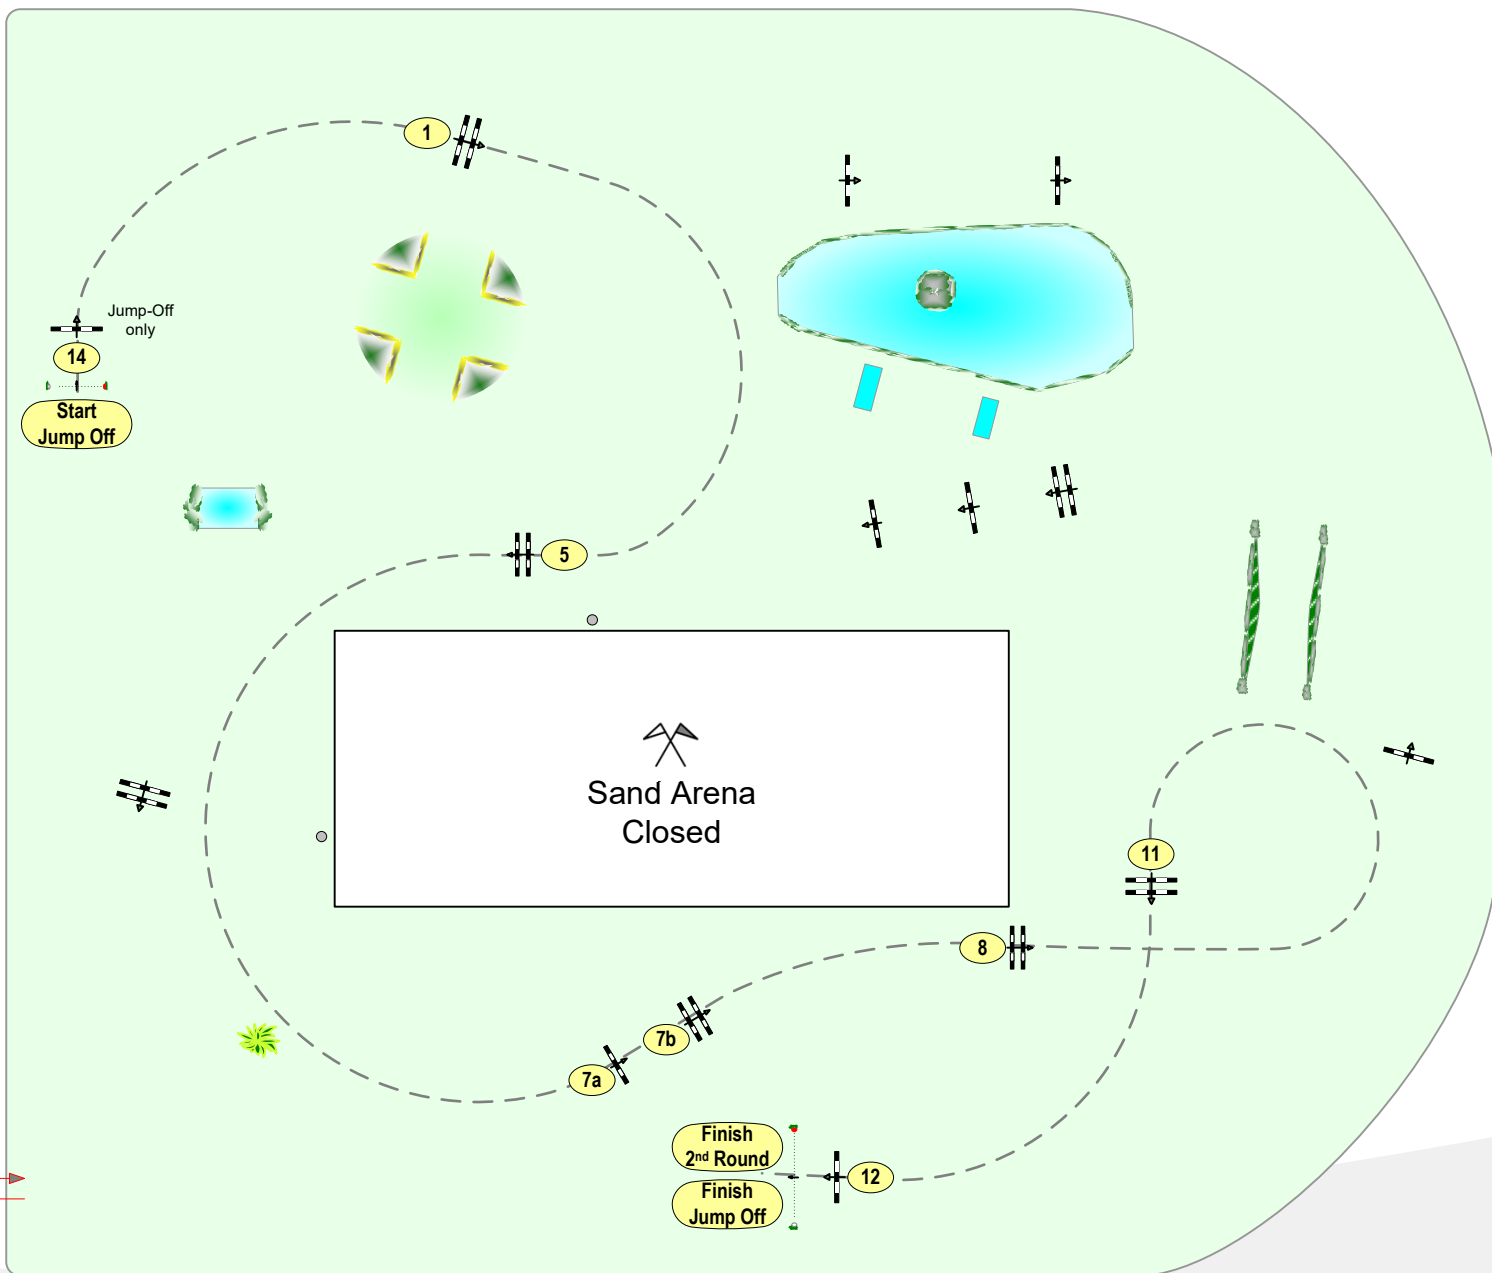 1
Jump-Off
only
14
Start
Jump Off
5
Sand Arena
Closed
11
8
7b
7a
Finish
2nd Round
12
Finish
Jump Off